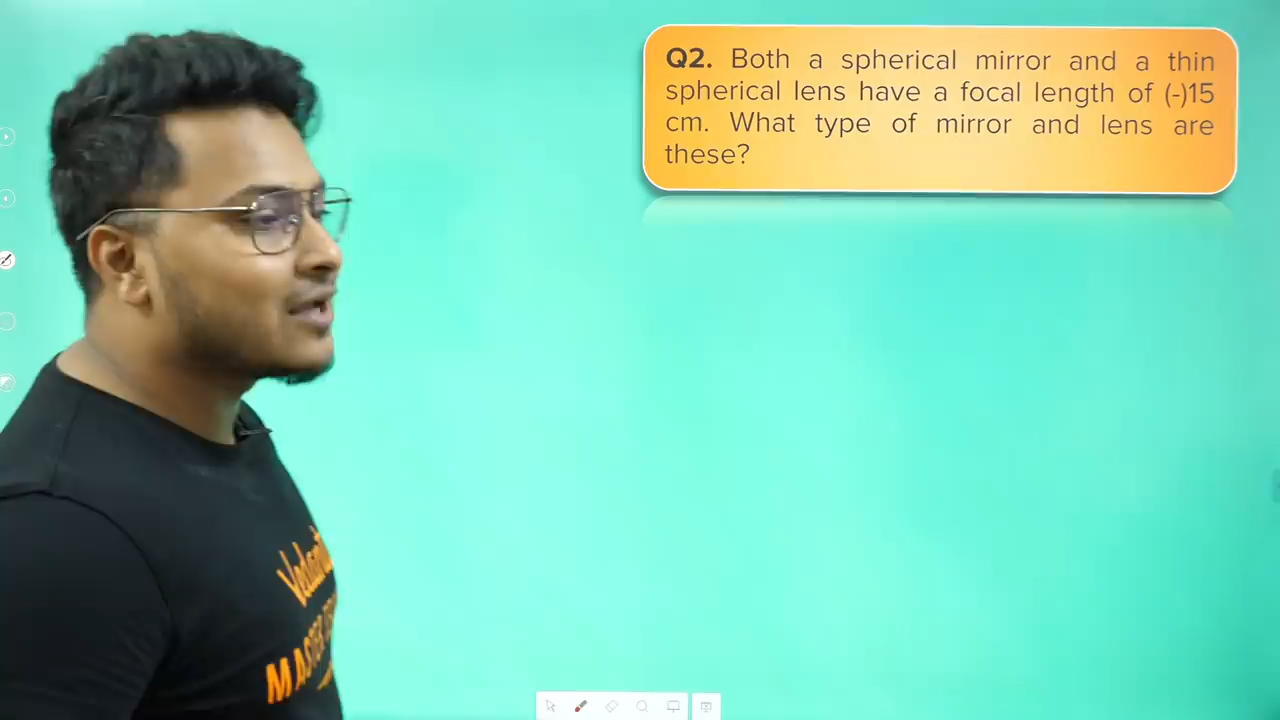 Q2. Both a spherical mirror and a thin
spherical lens have a focal length of (-)15
cm. What type of mirror and lens are
these?